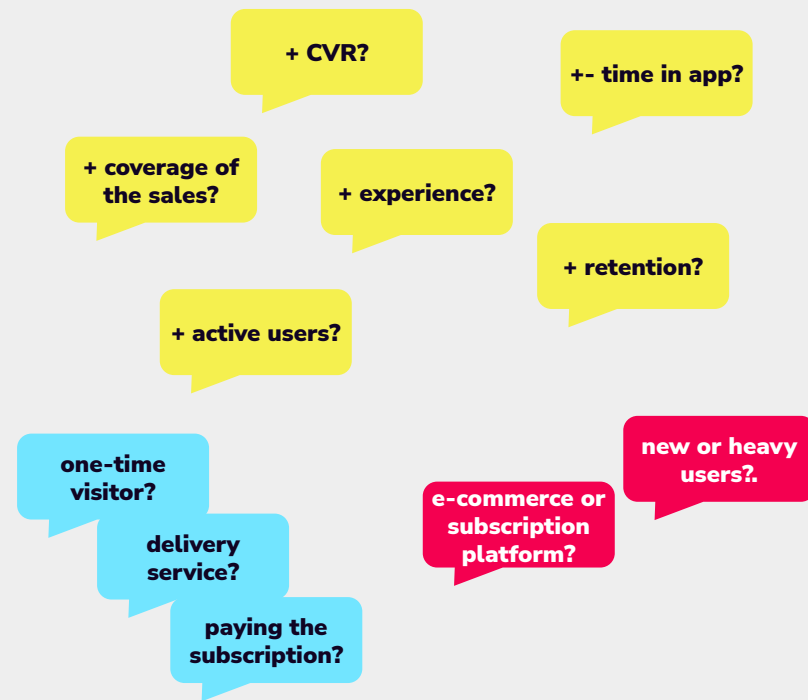 + CVR?
+- time in app?
+ coverage of
the sales?
+ experience?
+ retention?
+ active users?
one-time
visitor?
delivery
service?
paying the
subscription?
e-commerce or
subscription
platform?
new or heavy
users?.